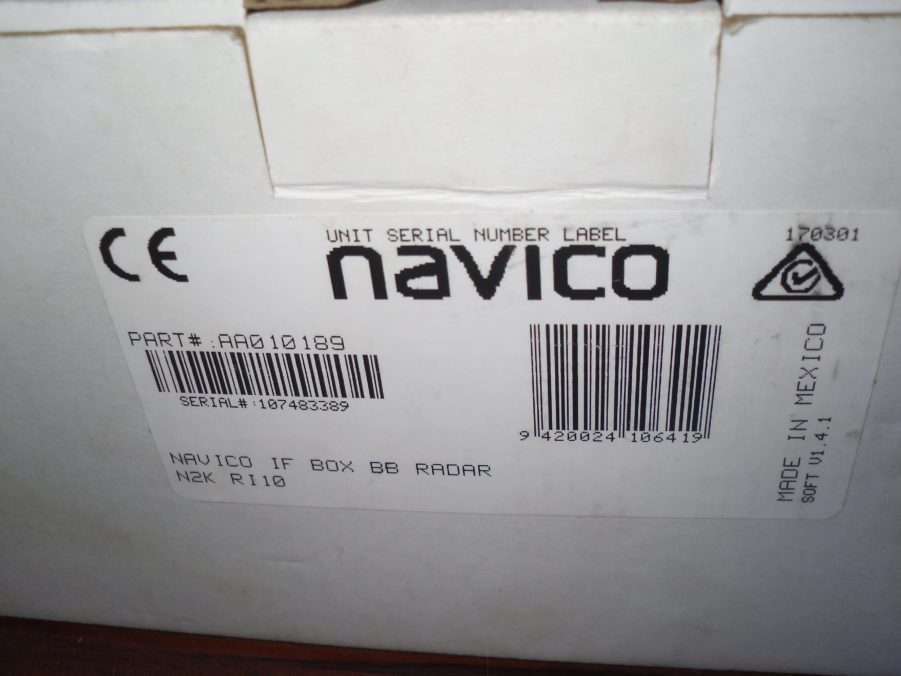 CE
UNIT SERIAL NUMBER LABEL
170301
navico
PART# :AA010189
SERIAL#:107483389
9 420024 106419
NAVICO IF BOX BB RADAR
N2K RI10
MADE IN MEXICO
SOFT V1.4.1